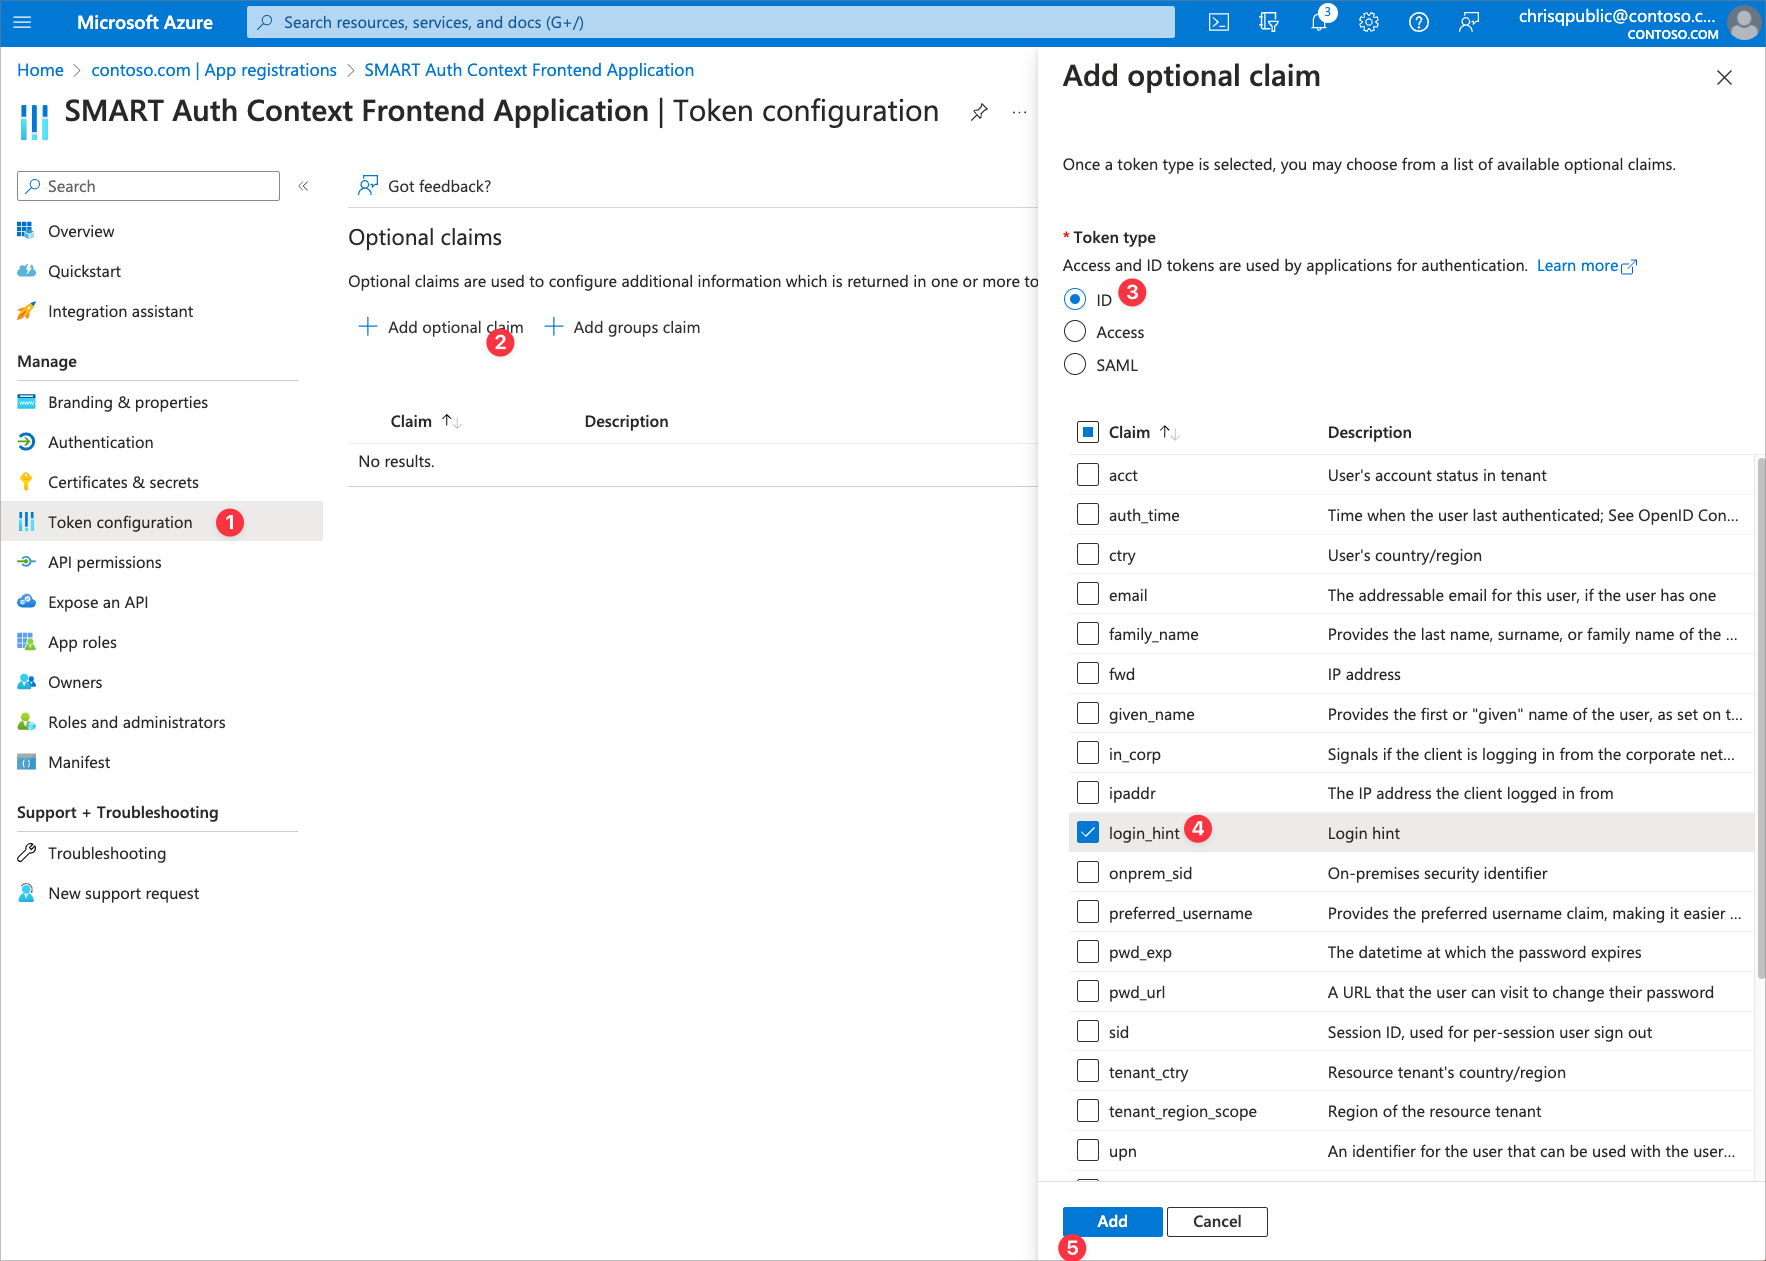 Microsoft Azure
Search resources, services, and docs (G+/)
3
chrisqpublic@contoso.c...
CONTOSO.COM
Home > contoso.com | App registrations > SMART Auth Context Frontend Application
SMART Auth Context Frontend Application | Token configuration
...
Search
«
Overview
Quickstart
Integration assistant
Manage
Branding & properties
Authentication
Certificates & secrets
Token configuration
1
API permissions
Expose an API
App roles
Owners
Roles and administrators
Manifest
Support + Troubleshooting
Troubleshooting
New support request
Got feedback?
Optional claims
Optional claims are used to configure additional information which is returned in one or more to
Add optional claim
2
Add groups claim
Claim ↑↓ Description
No results.
Add optional claim
Once a token type is selected, you may choose from a list of available optional claims.
* Token type
Access and ID tokens are used by applications for authentication. Learn more
ID
3
Access
SAML
Claim ↑↓ Description
acct User's account status in tenant
auth_time Time when the user last authenticated; See OpenID Con...
ctry User's country/region
email The addressable email for this user, if the user has one
family_name Provides the last name, surname, or family name of the ...
fwd IP address
given_name Provides the first or "given" name of the user, as set on t...
in_corp Signals if the client is logging in from the corporate net...
ipaddr The IP address the client logged in from
login_hint 4 Login hint
onprem_sid On-premises security identifier
preferred_username Provides the preferred username claim, making it easier ...
pwd_exp The datetime at which the password expires
pwd_url A URL that the user can visit to change their password
sid Session ID, used for per-session user sign out
tenant_ctry Resource tenant's country/region
tenant_region_scope Region of the resource tenant
upn An identifier for the user that can be used with the user...
Add
Cancel
5